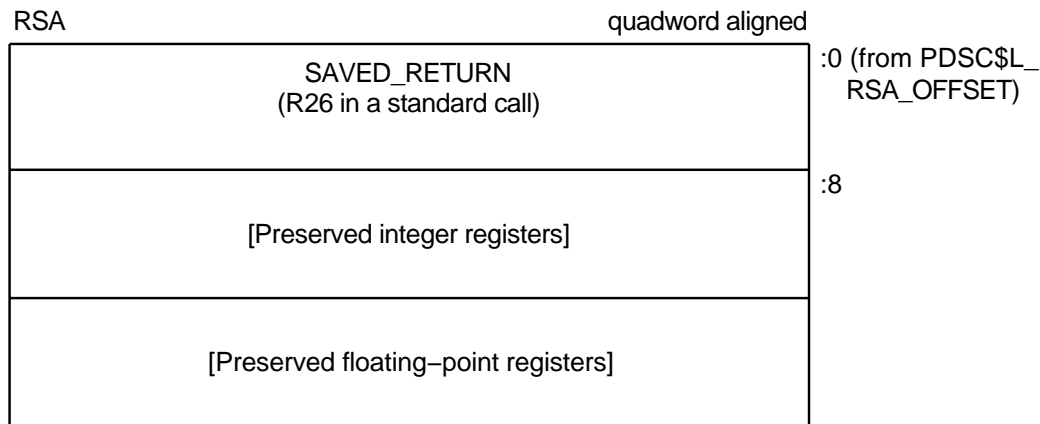 RSA quadword aligned
:0 (from PDSC$L_
RSA_OFFSET)
SAVED_RETURN
(R26 in a standard call)
:8
[Preserved integer registers]
[Preserved floating−point registers]